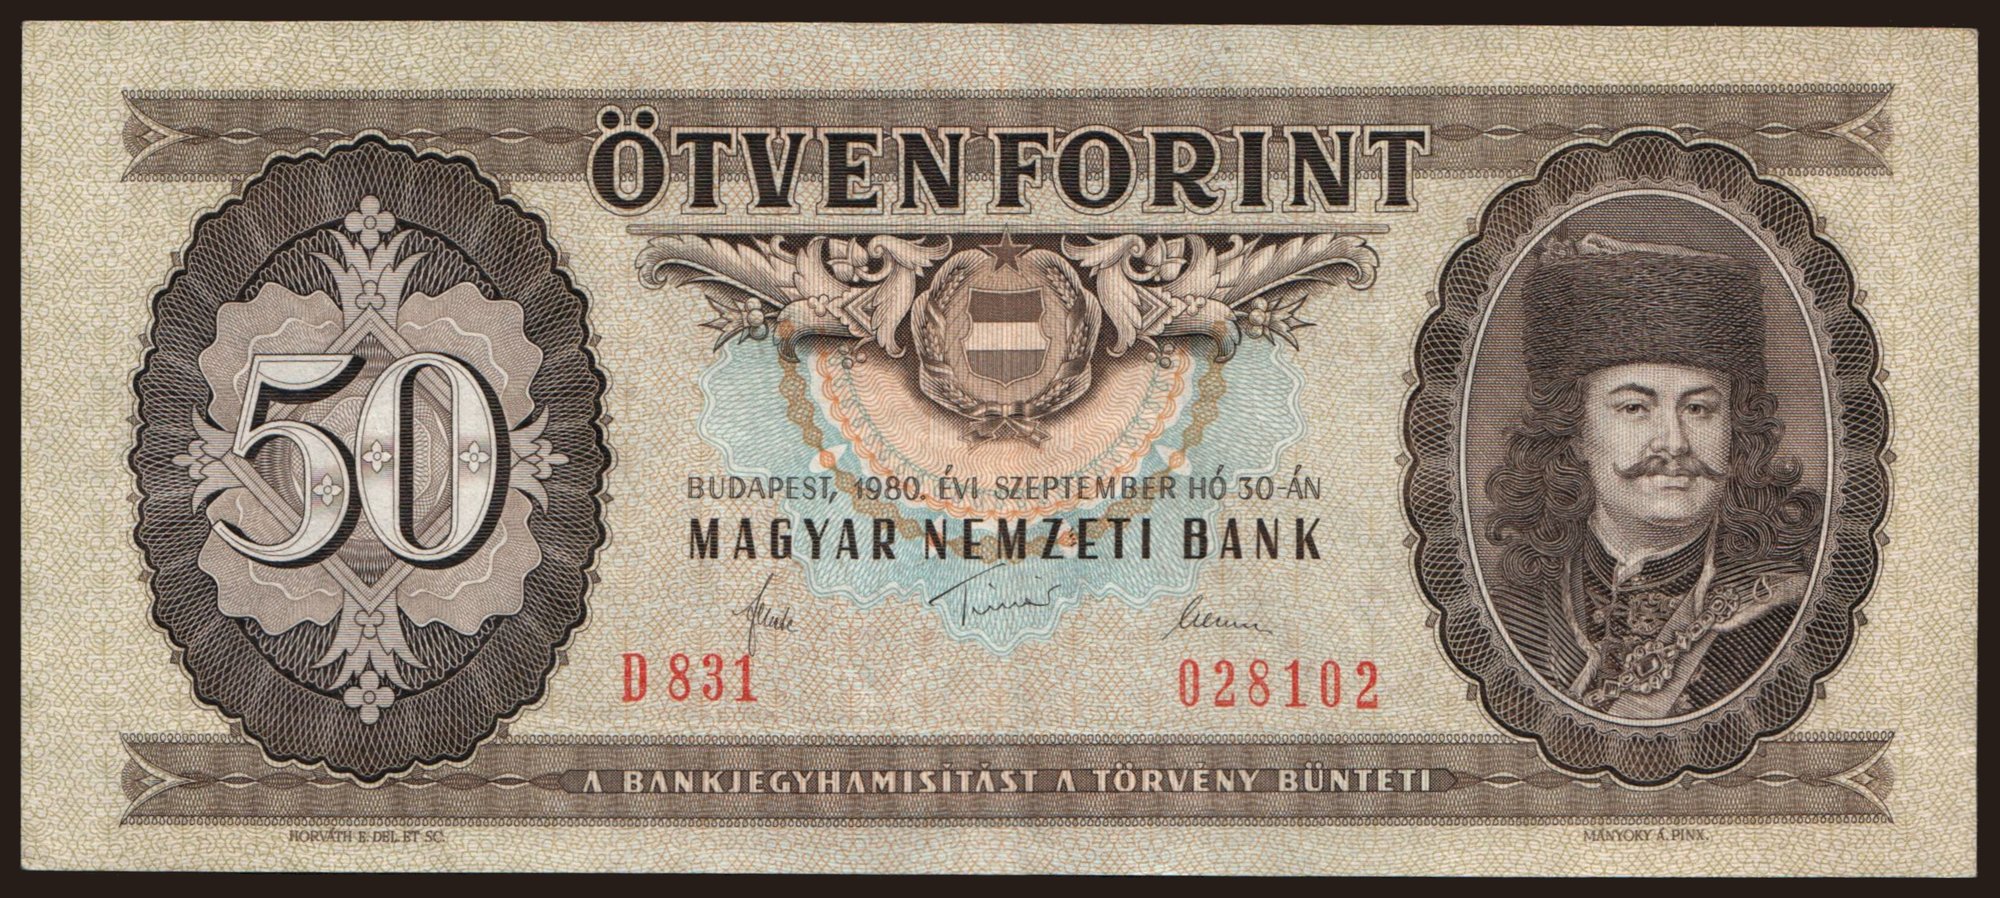 ÖTVEN FORINT
50
BUDAPEST, 1980. ÉVI SZEPTEMBER HÓ 30-ÁN
MAGYAR NEMZETI BANK
D 831 028102
A BANKJEGYHAMISÍTÁST A TÖRVÉNY BÜNTETI
HORVÁTH E. DEL. ET SC. MÁNYOKY Á. PINX.